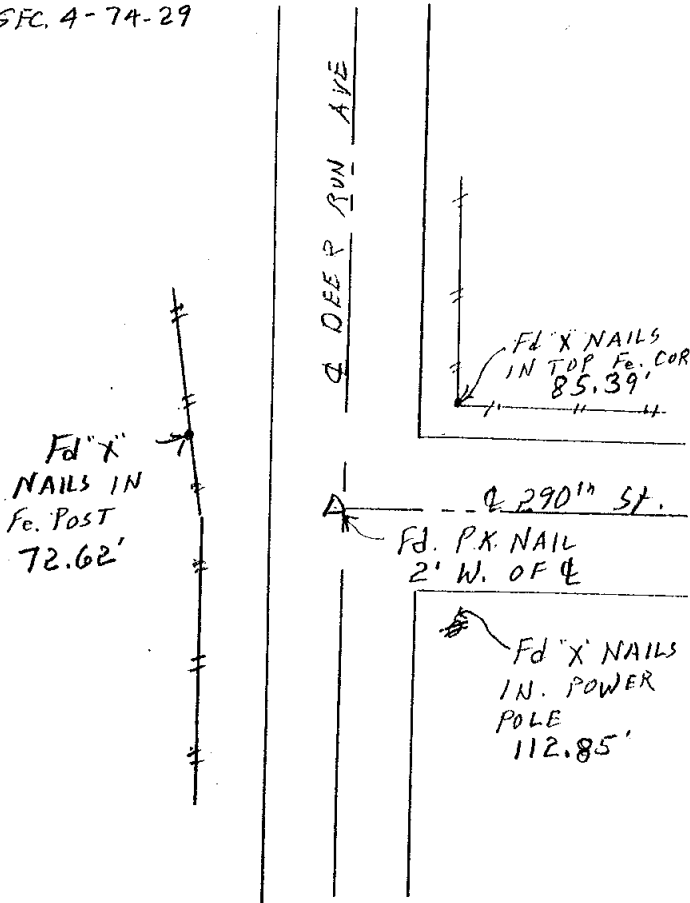 SEC. 4-74-29
℄ DEER RUN AVE
Fd "X" NAILS
IN TOP Fe. COR
85.39'
Fd "X"
NAILS IN
Fe. POST
72.62'
℄ 290th St.
Fd. P.K. NAIL
2' W. OF ℄
Fd "X" NAILS
IN. POWER
POLE
112.85'